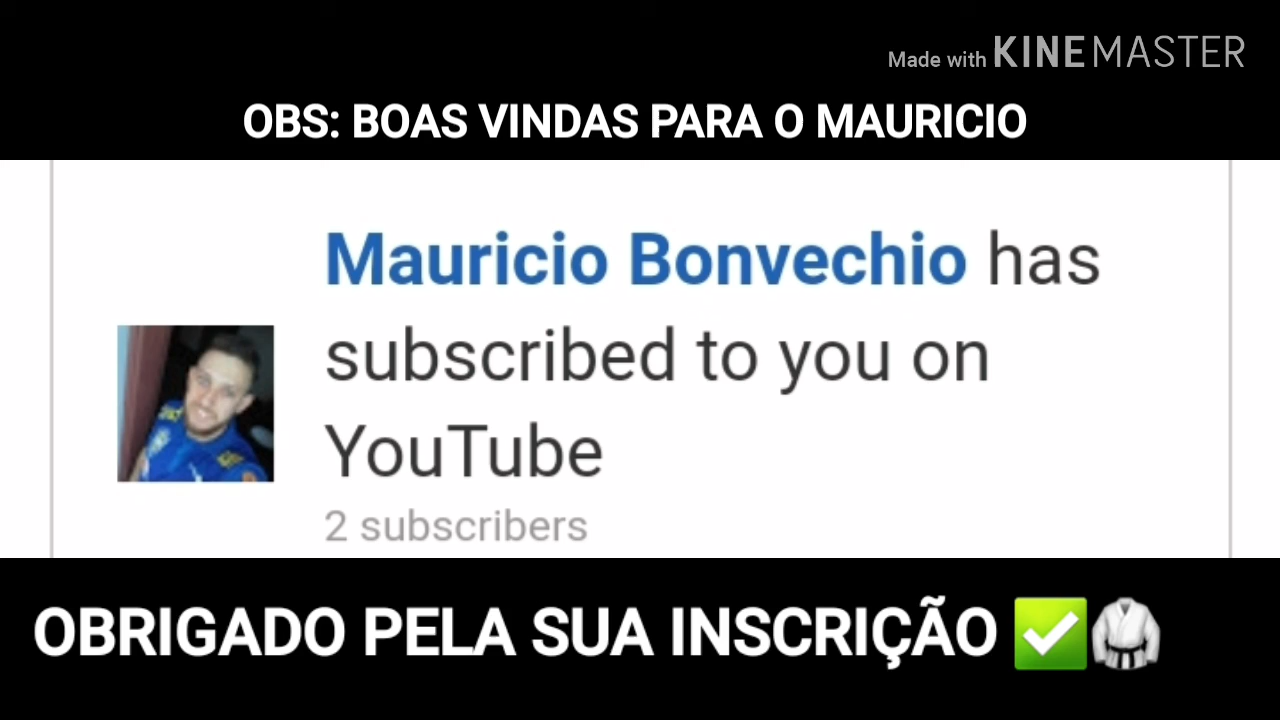 Made with KINEMASTER
OBS: BOAS VINDAS PARA O MAURICIO
Mauricio Bonvechio has
subscribed to you on
YouTube
2 subscribers
OBRIGADO PELA SUA INSCRIÇÃO ✅🥋